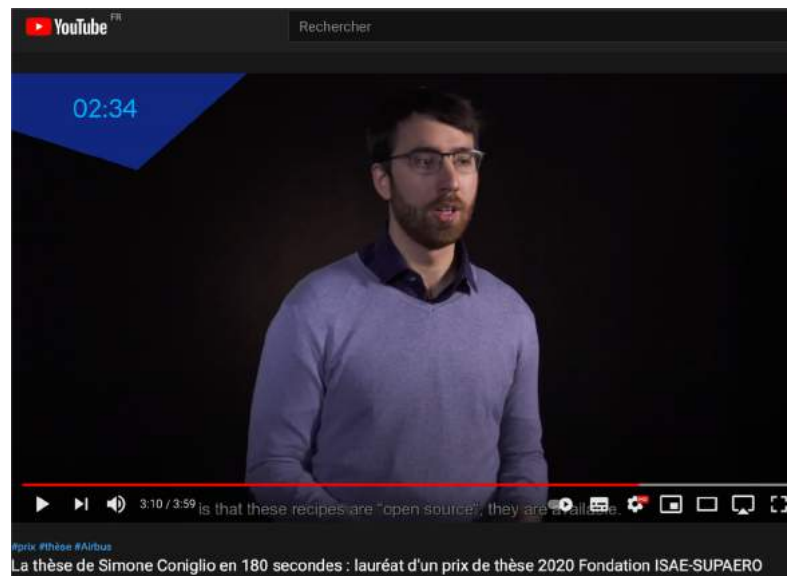 YouTube FR
Rechercher
02:34
3:10 / 3:59
is that these recipes are "open source", they are available.
#prix #thèse #Airbus
La thèse de Simone Coniglio en 180 secondes : lauréat d'un prix de thèse 2020 Fondation ISAE-SUPAERO